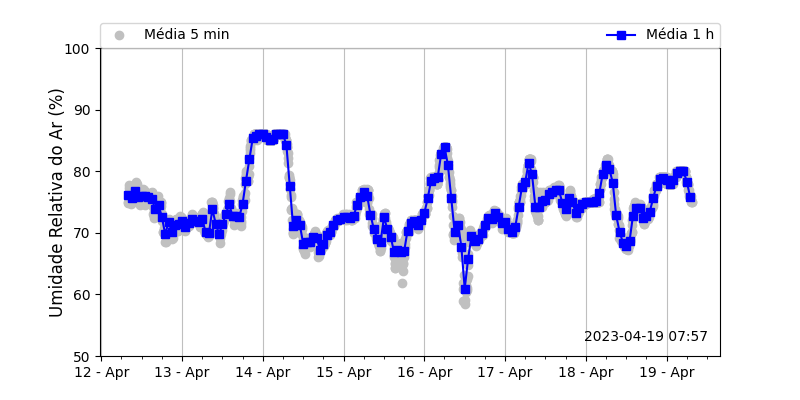 Média 5 min
Média 1 h
Umidade Relativa do Ar (%)
100
90
80
70
60
50
2023-04-19 07:57
12 - Apr
13 - Apr
14 - Apr
15 - Apr
16 - Apr
17 - Apr
18 - Apr
19 - Apr